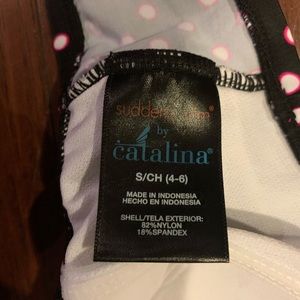 by
catalina®
S/CH (4-6)
MADE IN INDONESIA
HECHO EN INDONESIA
SHELL/TELA EXTERIOR:
82%NYLON
18%SPANDEX